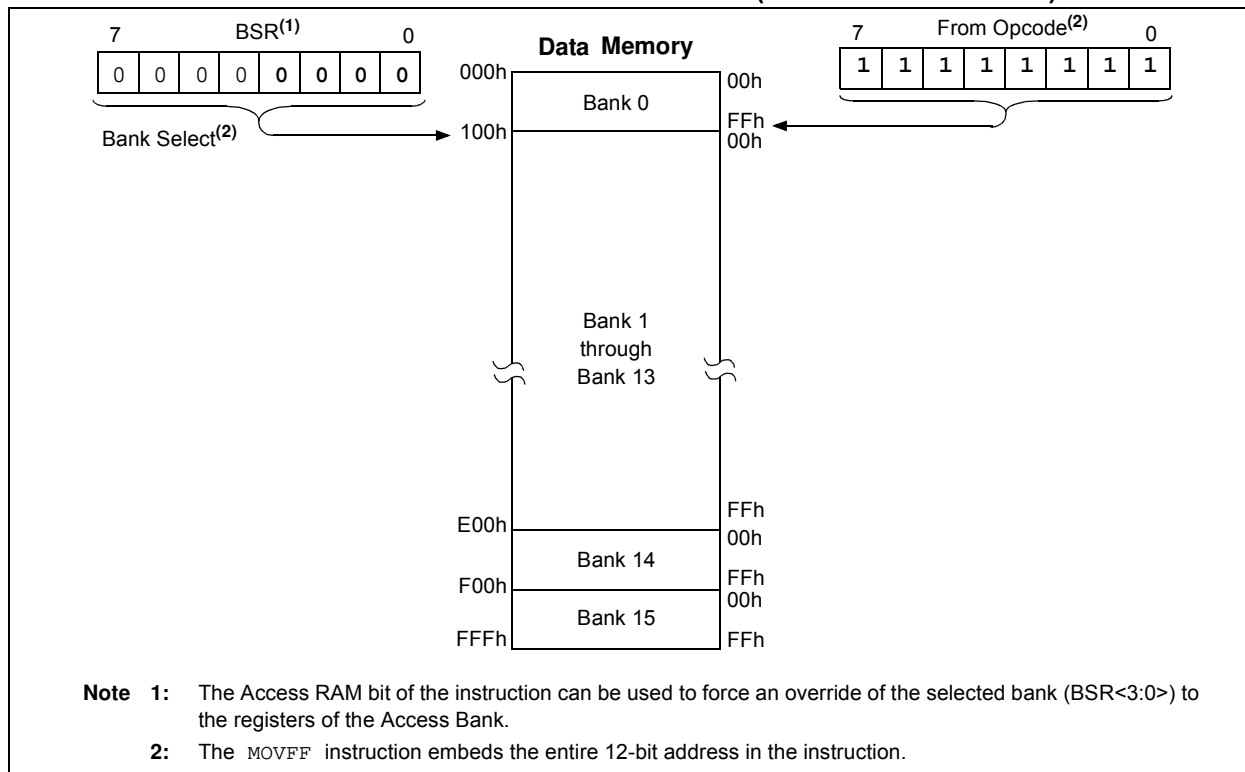 7 BSR(1) 0
0 0 0 0 0 0 0 0
Bank Select(2)
Data Memory
7 From Opcode(2) 0
1 1 1 1 1 1 1 1
000h 00h
Bank 0
FFh
100h 00h
Bank 1
through
Bank 13
FFh
E00h 00h
Bank 14
FFh
F00h 00h
Bank 15
FFFh FFh
Note 1: The Access RAM bit of the instruction can be used to force an override of the selected bank (BSR<3:0>) to
the registers of the Access Bank.
2: The MOVFF instruction embeds the entire 12-bit address in the instruction.